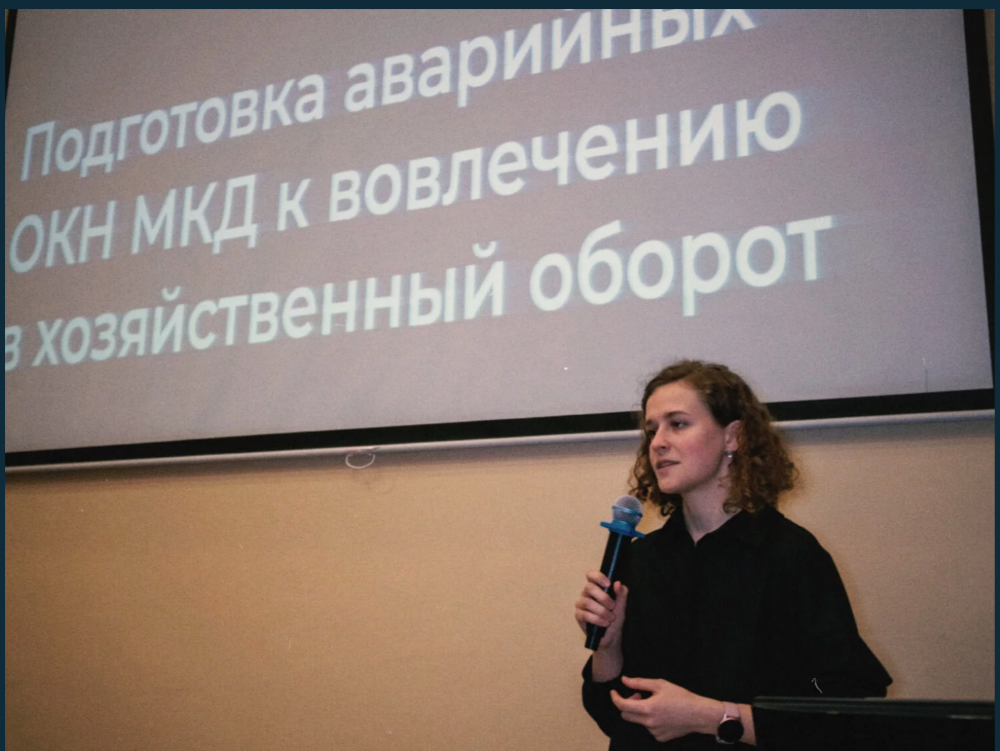 Подготовка аварийных
ОКН МКД к вовлечению
в хозяйственный оборот